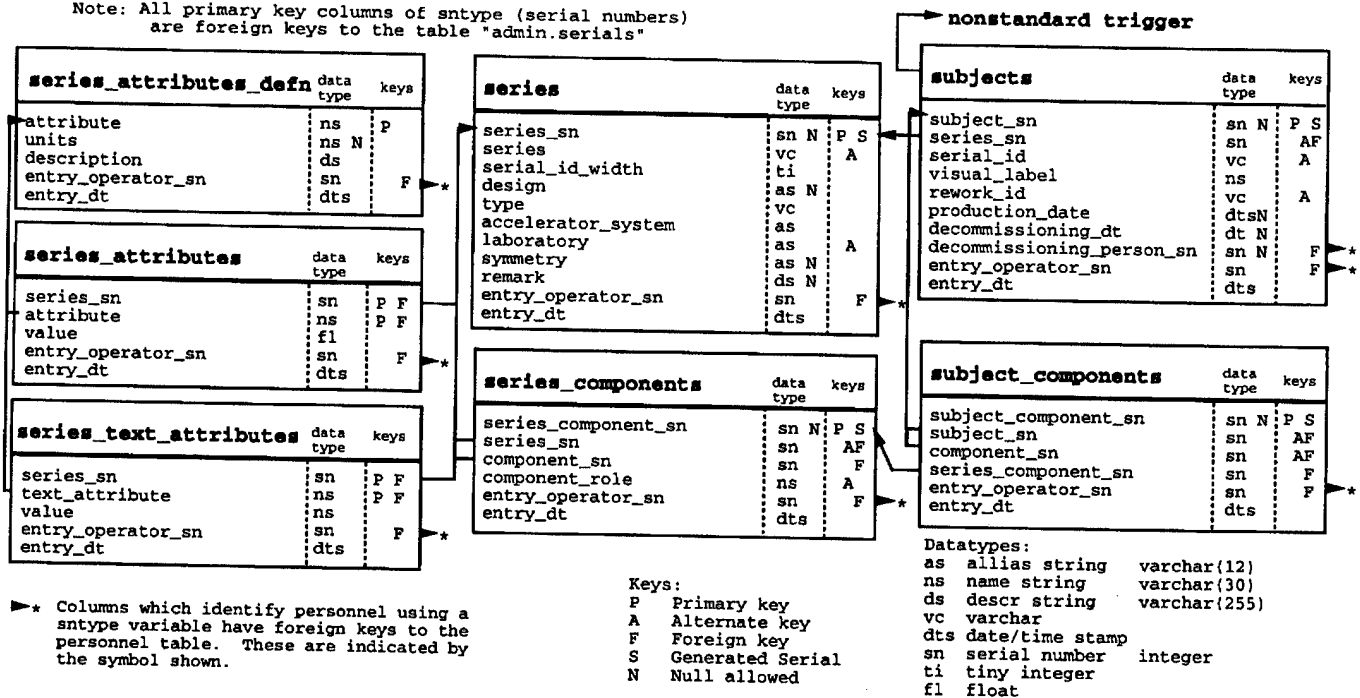 Note: All primary key columns of sntype (serial numbers)
are foreign keys to the table "admin.serials"
nonstandard trigger
series_attributes_defn data type keys
attribute ns P
units ns N
description ds
entry_operator_sn sn F *
entry_dt dts
series_attributes data type keys
series_sn sn P F
attribute ns P F
value fl
entry_operator_sn sn F *
entry_dt dts
series_text_attributes data type keys
series_sn sn P F
text_attribute ns P F
value ns
entry_operator_sn sn F *
entry_dt dts
series data type keys
series_sn sn N P S
series vc A
serial_id_width ti
design as N
type vc
accelerator_system as
laboratory as A
symmetry as N
remark ds N
entry_operator_sn sn F *
entry_dt dts
series_components data type keys
series_component_sn sn N P S
series_sn sn AF
component_sn sn F
component_role ns A
entry_operator_sn sn F *
entry_dt dts
subjects data type keys
subject_sn sn N P S
series_sn sn AF
serial_id vc A
visual_label ns
rework_id vc A
production_date dtsN
decommissioning_dt dt N
decommissioning_person_sn sn N F *
entry_operator_sn sn F *
entry_dt dts
subject_components data type keys
subject_component_sn sn N P S
subject_sn sn AF
component_sn sn AF
series_component_sn sn F
entry_operator_sn sn F *
entry_dt dts
* Columns which identify personnel using a
sntype variable have foreign keys to the
personnel table. These are indicated by
the symbol shown.
Keys:
P Primary key
A Alternate key
F Foreign key
S Generated Serial
N Null allowed
Datatypes:
as allias string varchar(12)
ns name string varchar(30)
ds descr string varchar(255)
vc varchar
dts date/time stamp
sn serial number integer
ti tiny integer
fl float